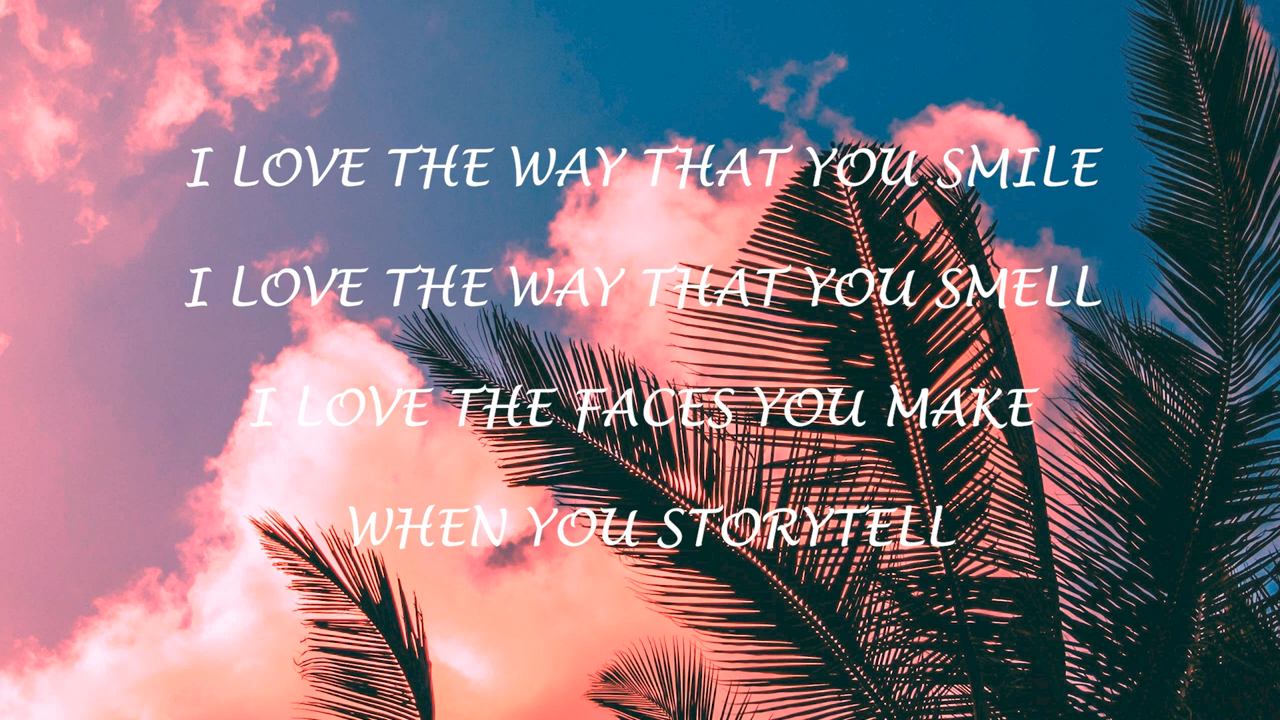 I LOVE THE WAY THAT YOU SMILE
I LOVE THE WAY THAT YOU SMELL
I LOVE THE FACES YOU MAKE
WHEN YOU STORYTELL